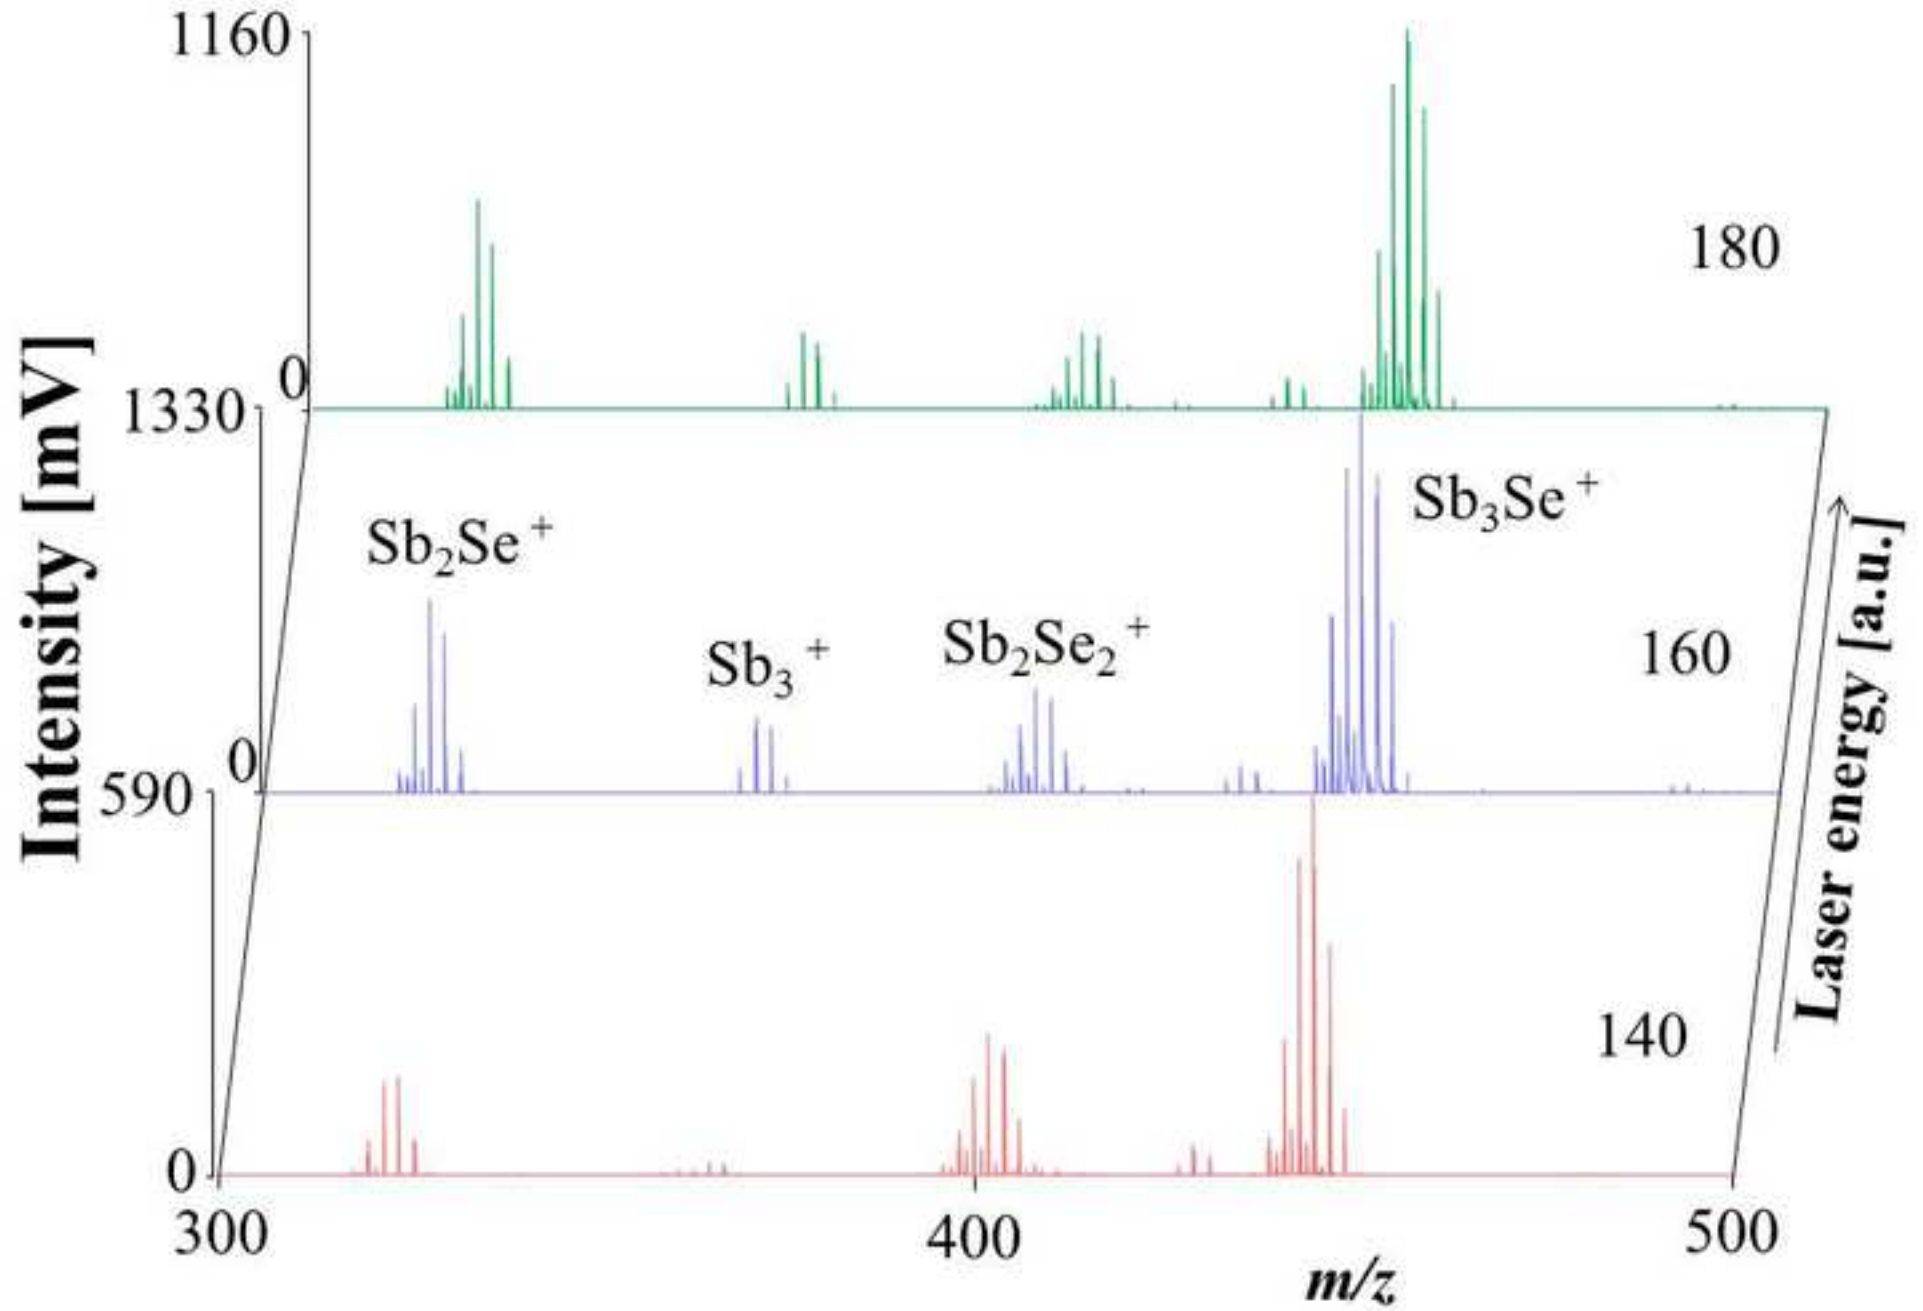 1160
180
0
1330
Sb₃Se⁺
Sb₂Se⁺
Sb₃⁺
Sb₂Se₂⁺
160
0
590
140
0
300
400
500
m/z
Intensity [mV]
Laser energy [a.u.]